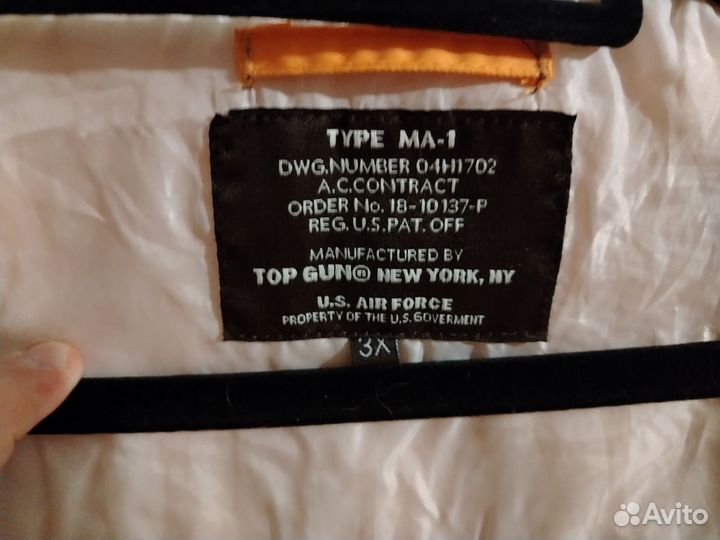 TYPE MA-1
DWG.NUMBER 04H1702
A.C.CONTRACT
ORDER No. 18-10137-P
REG. U.S.PAT. OFF
MANUFACTURED BY
TOP GUN® NEW YORK, NY
U.S. AIR FORCE
PROPERTY OF THE U.S. GOVERMENT
3X
Avito